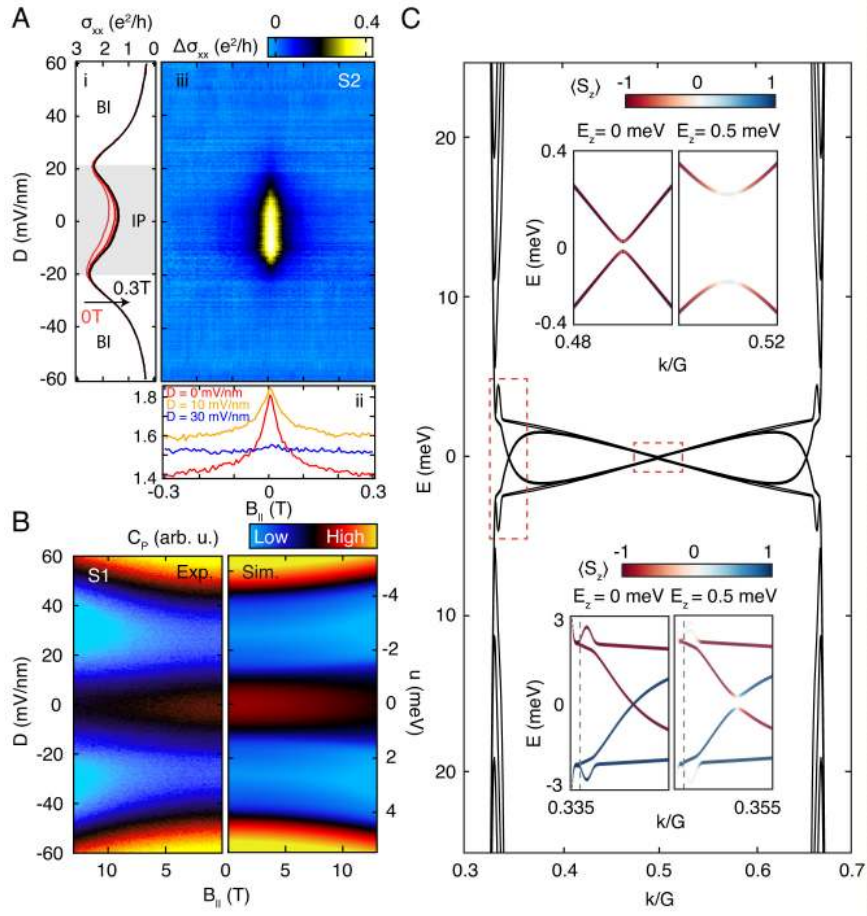 A
σxx (e²/h)
3 2 1 0
0 0.4
Δσxx (e²/h)
60
40
20
0
-20
-40
-60
D (mV/nm)
i
BI
IP
0.3T
0T
BI
iii
S2
1.8
1.6
1.4
D = 0 mV/nm
D = 10 mV/nm
D = 30 mV/nm
ii
-0.3 0 0.3
B|| (T)
B
CP (arb. u.)
Low High
60
40
20
0
-20
-40
-60
D (mV/nm)
S1
Exp.
Sim.
-4
-2
0
2
4
u (meV)
10 5 0 5 10
B|| (T)
C
20
10
0
10
20
E (meV)
0.3 0.4 0.5 0.6 0.7
k/G
⟨Sz⟩
-1 0 1
Ez= 0 meV Ez= 0.5 meV
0.4
0
-0.4
E (meV)
0.48 0.52
k/G
⟨Sz⟩
-1 0 1
Ez= 0 meV Ez= 0.5 meV
3
0
-3
E (meV)
0.335 0.355
k/G